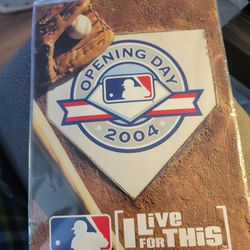 OPENING DAY
2004
I LIVE
FOR THIS